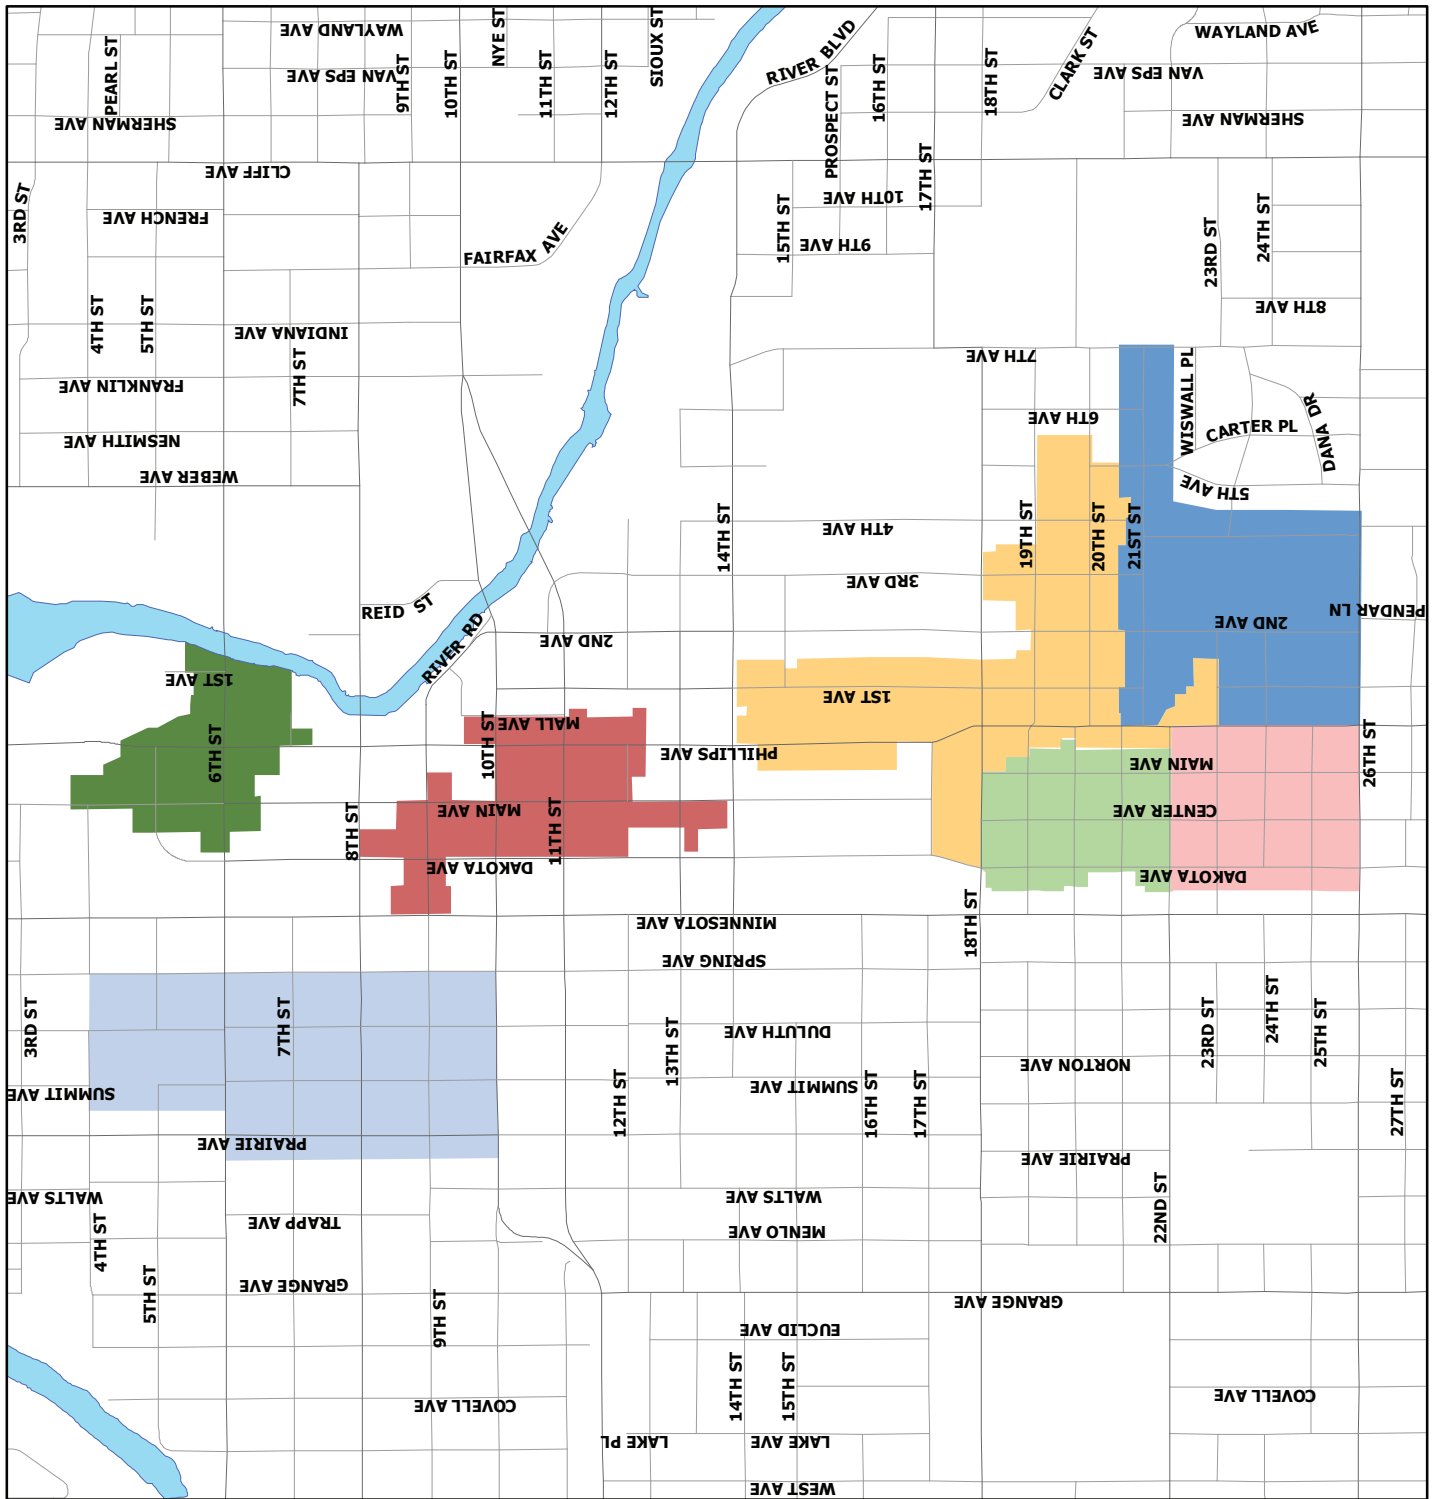 WAYLAND AVE
NYE ST
SIOUX ST
RIVER BLVD
WAYLAND AVE
PEARL ST
VAN EPS AVE
9TH ST
10TH ST
11TH ST
12TH ST
PROSPECT ST
16TH ST
18TH ST
CLARK ST
VAN EPS AVE
SHERMAN AVE
SHERMAN AVE
CLIFF AVE
17TH ST
3RD ST
FRENCH AVE
FAIRFAX AVE
15TH ST
10TH AVE
9TH AVE
23RD ST
24TH ST
4TH ST
5TH ST
INDIANA AVE
8TH AVE
7TH ST
FRANKLIN AVE
7TH AVE
WISWALL PL
6TH AVE
CARTER PL
DANA DR
NESMITH AVE
WEBER AVE
5TH AVE
14TH ST
4TH AVE
19TH ST
20TH ST
21ST ST
3RD AVE
REID ST
RIVER RD
2ND AVE
2ND AVE
PENDAR LN
1ST AVE
1ST AVE
6TH ST
10TH ST
MALL AVE
PHILLIPS AVE
MAIN AVE
26TH ST
8TH ST
MAIN AVE
11TH ST
CENTER AVE
DAKOTA AVE
DAKOTA AVE
MINNESOTA AVE
18TH ST
SPRING AVE
3RD ST
7TH ST
DULUTH AVE
13TH ST
NORTON AVE
23RD ST
24TH ST
25TH ST
SUMMIT AVE
SUMMIT AVE
12TH ST
16TH ST
17TH ST
27TH ST
PRAIRIE AVE
PRAIRIE AVE
WALTS AVE
WALTS AVE
22ND ST
4TH ST
TRAPP AVE
MENLO AVE
5TH ST
GRANGE AVE
9TH ST
GRANGE AVE
EUCLID AVE
14TH ST
15TH ST
COVELL AVE
COVELL AVE
LAKE PL
LAKE AVE
WEST AVE